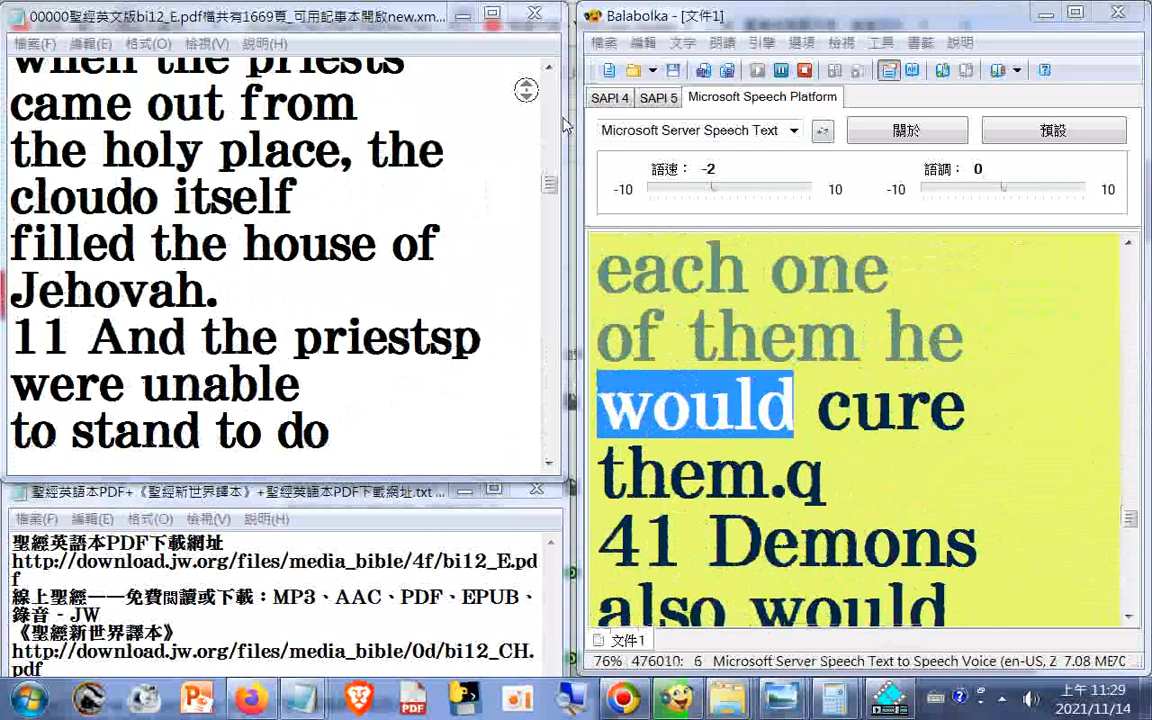 00000聖經英文版bi12_E.pdf檔共有1669頁_可用記事本開啟new.xm...
檔案(F) 編輯(E) 格式(O) 檢視(V) 說明(H)
when the priests
came out from
the holy place, the
cloudo itself
filled the house of
Jehovah.
11 And the priestsp
were unable
to stand to do
聖經英語本PDF+《聖經新世界譯本》+聖經英語本PDF下載網址.txt ...
檔案(F) 編輯(E) 格式(O) 檢視(V) 說明(H)
聖經英語本PDF下載網址
http://download.jw.org/files/media_bible/4f/bi12_E.pd
f
線上聖經——免費閱讀或下載：MP3、AAC、PDF、EPUB、
錄音 - JW
《聖經新世界譯本》
http://download.jw.org/files/media_bible/0d/bi12_CH.
pdf
Balabolka - [文件1]
檔案 編輯 文字 朗讀 引擎 選項 檢視 工具 書籤 說明
SAPI 4 SAPI 5 Microsoft Speech Platform
Microsoft Server Speech Text 關於 預設
語速： -2 語調： 0
-10 10 -10 10
each one
of them he
would cure
them.q
41 Demons
also would
文件1
76% 476010: 6 Microsoft Server Speech Text to Speech Voice (en-US, Z 7.08 ME
上午 11:29
2021/11/14